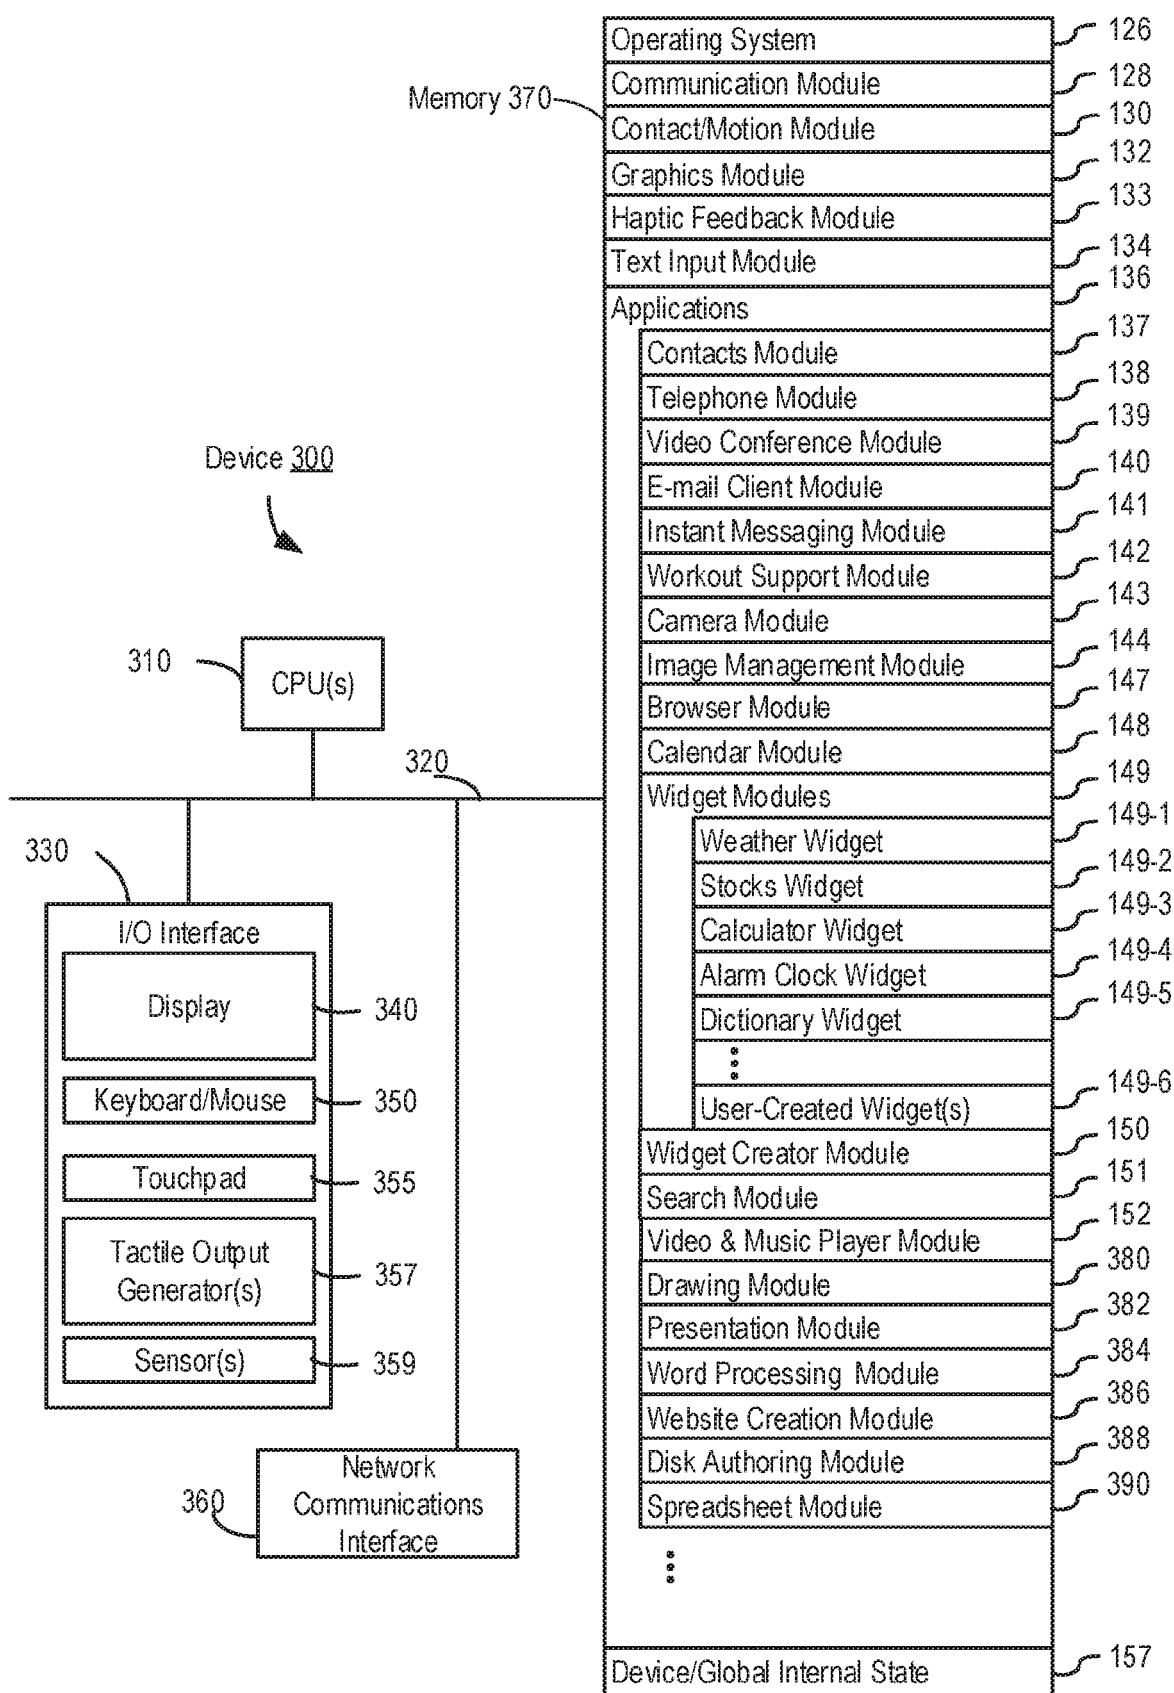 Operating System 126
Communication Module 128
Memory 370
Contact/Motion Module 130
Graphics Module 132
Haptic Feedback Module 133
Text Input Module 134
Applications 136
Contacts Module 137
Telephone Module 138
Video Conference Module 139
E-mail Client Module 140
Instant Messaging Module 141
Workout Support Module 142
Camera Module 143
Image Management Module 144
Browser Module 147
Calendar Module 148
Widget Modules 149
Weather Widget 149-1
Stocks Widget 149-2
Calculator Widget 149-3
Alarm Clock Widget 149-4
Dictionary Widget 149-5
User-Created Widget(s) 149-6
Widget Creator Module 150
Search Module 151
Video & Music Player Module 152
Drawing Module 380
Presentation Module 382
Word Processing Module 384
Website Creation Module 386
Disk Authoring Module 388
Spreadsheet Module 390
Device/Global Internal State 157
Device 300
310
CPU(s)
320
330
I/O Interface
Display 340
Keyboard/Mouse 350
Touchpad 355
Tactile Output
Generator(s) 357
Sensor(s) 359
360
Network
Communications
Interface